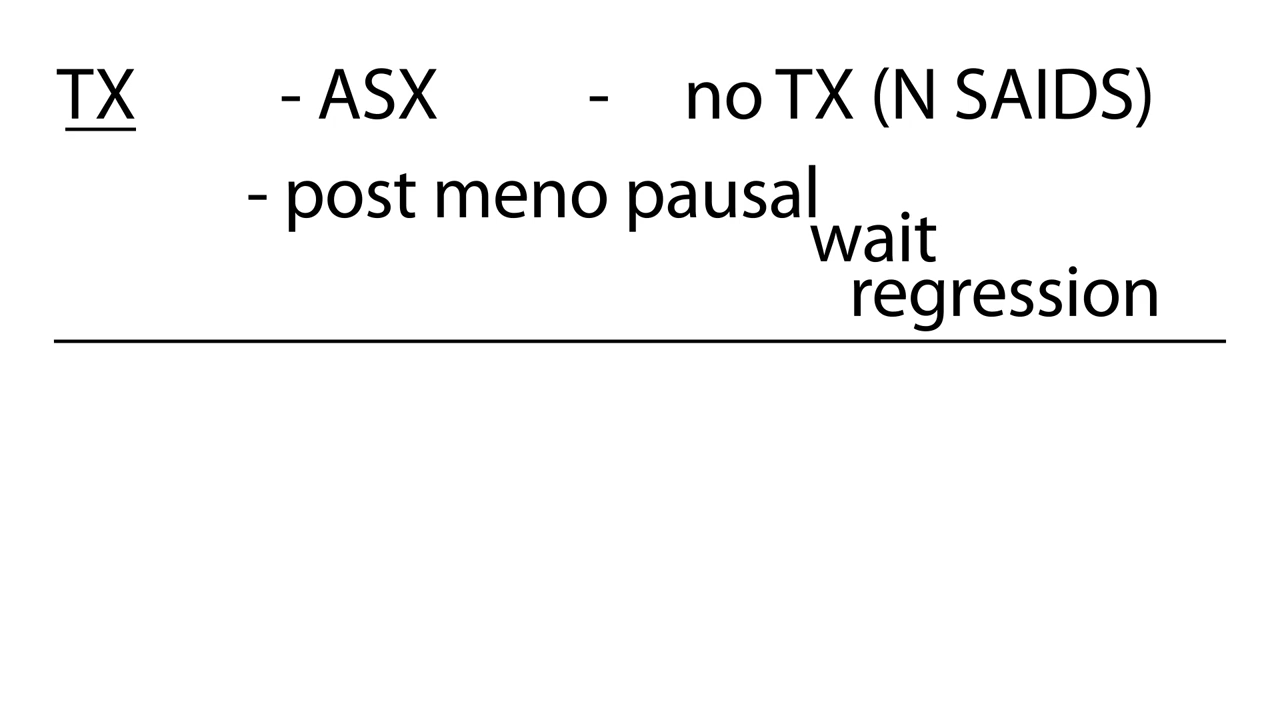 TX - ASX - no TX (N SAIDS)
- post meno pausal
wait
regression